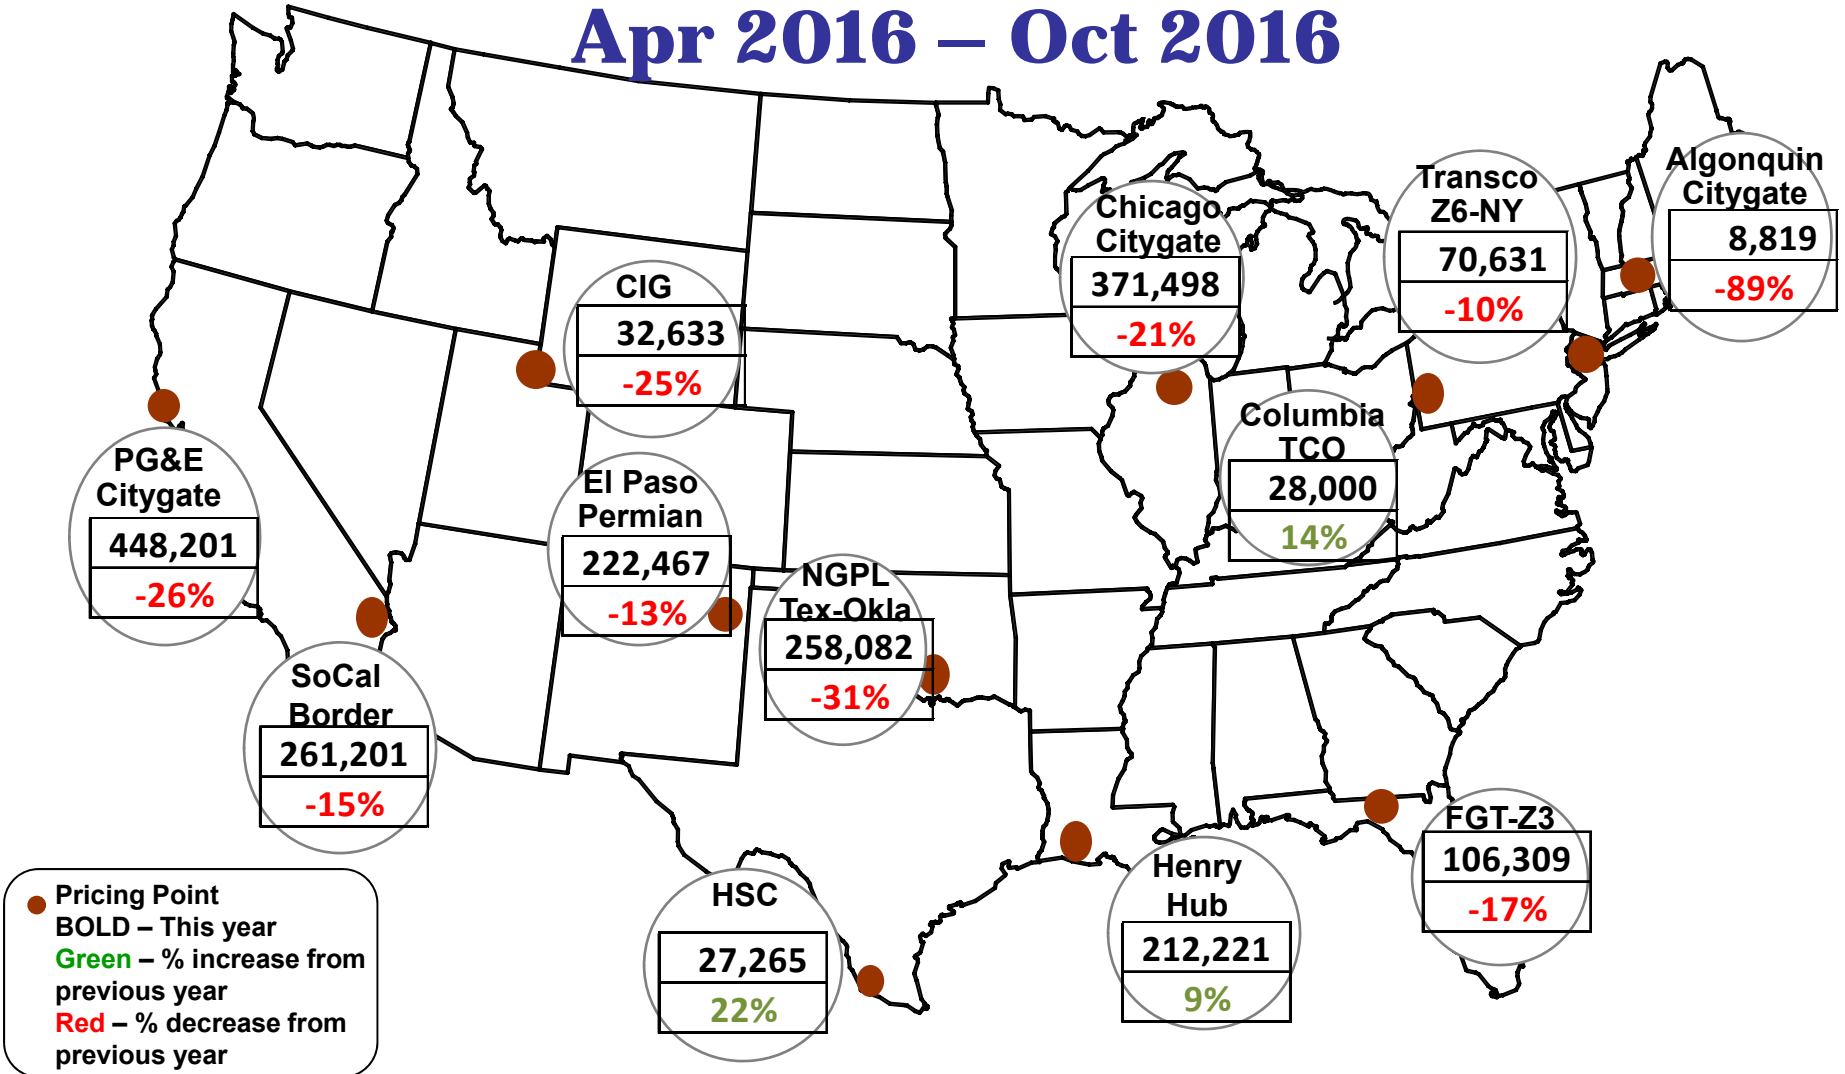 Apr 2016 – Oct 2016
Algonquin
Citygate
8,819
-89%
Transco
Z6-NY
70,631
-10%
Chicago
Citygate
371,498
-21%
CIG
32,633
-25%
Columbia
TCO
28,000
14%
PG&E
Citygate
448,201
-26%
El Paso
Permian
222,467
-13%
NGPL
Tex-Okla
258,082
-31%
SoCal
Border
261,201
-15%
FGT-Z3
106,309
-17%
Henry
Hub
212,221
9%
HSC
27,265
22%
Pricing Point
BOLD – This year
Green – % increase from
previous year
Red – % decrease from
previous year